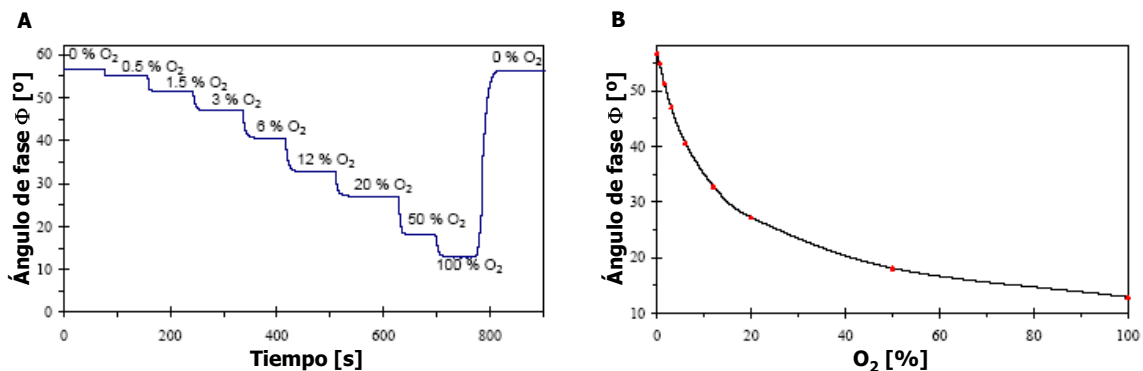 A
B
Ángulo de fase Φ [º]
60
50
40
30
20
10
0
0 % O2
0.5 % O2
1.5 % O2
3 % O2
6 % O2
12 % O2
20 % O2
50 % O2
100 % O2
0 % O2
0
200
400
600
800
Tiempo [s]
Ángulo de fase Φ [º]
50
40
30
20
10
0
20
40
60
80
100
O2 [%]